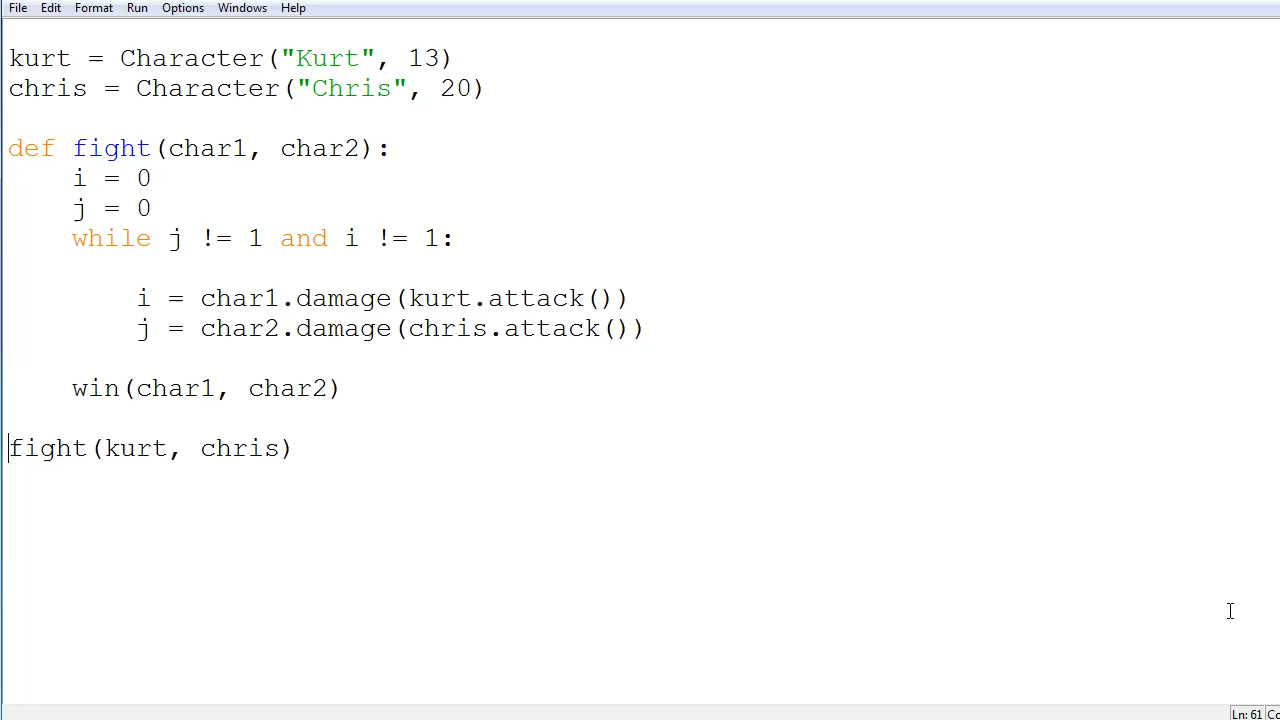 File Edit Format Run Options Windows Help
kurt = Character("Kurt", 13)
chris = Character("Chris", 20)
def fight(char1, char2):
    i = 0
    j = 0
    while j != 1 and i != 1:
        i = char1.damage(kurt.attack())
        j = char2.damage(chris.attack())
    win(char1, char2)
fight(kurt, chris)
Ln: 61